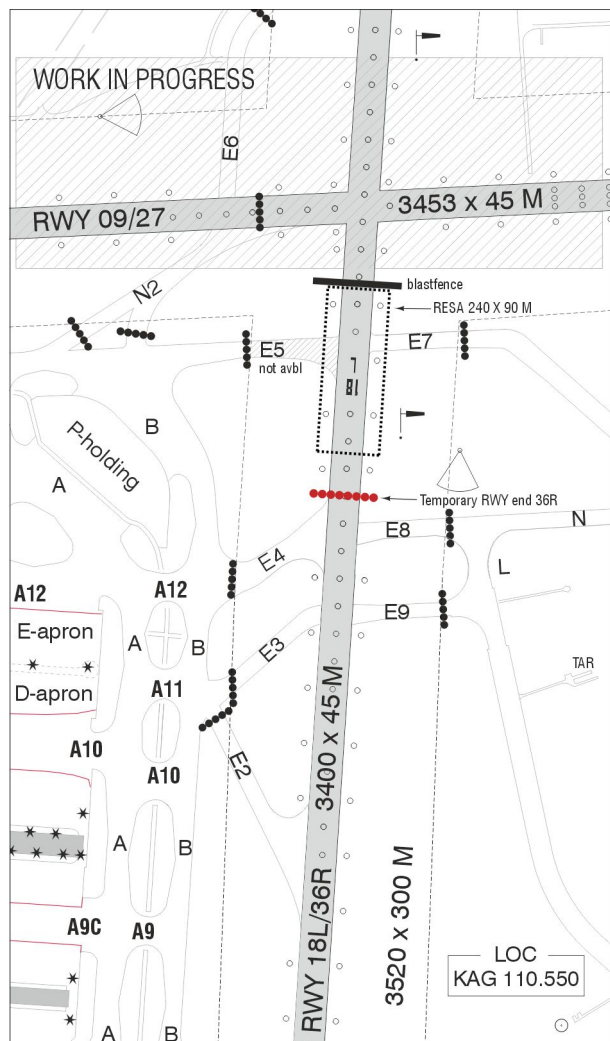 WORK IN PROGRESS
E6
RWY 09/27
3453 x 45 M
N2
blastfence
RESA 240 X 90 M
E5
not avbl
E7
18
L
B
P-holding
A
Temporary RWY end 36R
E8
N
E4
L
A12
A12
E-apron
A
B
E9
E3
D-apron
TAR
A11
A10
A10
E2
3400 x 45 M
A
B
RWY 18L/36R
3520 x 300 M
A9C
A9
LOC
KAG 110.550
A
B